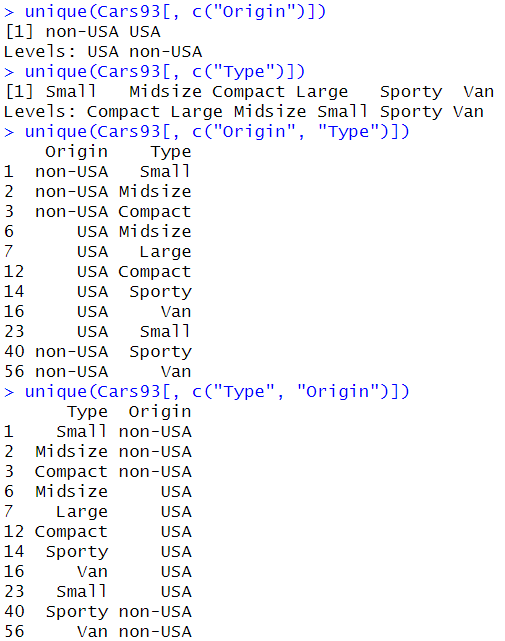 > unique(Cars93[, c("Origin")])
[1] non-USA USA
Levels: USA non-USA
> unique(Cars93[, c("Type")])
[1] Small   Midsize Compact Large   Sporty  Van
Levels: Compact Large Midsize Small Sporty Van
> unique(Cars93[, c("Origin", "Type")])
    Origin    Type
1  non-USA   Small
2  non-USA Midsize
3  non-USA Compact
6      USA Midsize
7      USA   Large
12     USA Compact
14     USA  Sporty
16     USA     Van
23     USA   Small
40 non-USA  Sporty
56 non-USA     Van
> unique(Cars93[, c("Type", "Origin")])
      Type  Origin
1    Small non-USA
2  Midsize non-USA
3  Compact non-USA
6  Midsize     USA
7    Large     USA
12 Compact     USA
14  Sporty     USA
16     Van     USA
23   Small     USA
40  Sporty non-USA
56     Van non-USA